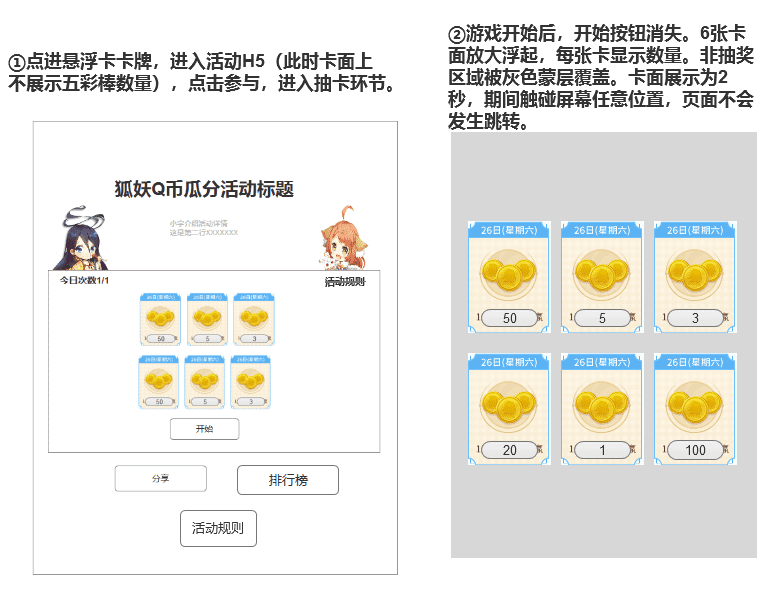 ①点进悬浮卡卡牌，进入活动H5（此时卡面上
不展示五彩棒数量），点击参与，进入抽卡环节。
②游戏开始后，开始按钮消失。6张卡
面放大浮起，每张卡显示数量。非抽奖
区域被灰色蒙层覆盖。卡面展示为2
秒，期间触碰屏幕任意位置，页面不会
发生跳转。
狐妖Q币瓜分活动标题
小字介绍活动详情
这是第二行XXXXXXX
今日次数1/1
活动规则
26日(星期六) 26日(星期六) 26日(星期六)
50 5 3
26日(星期六) 26日(星期六) 26日(星期六)
50 5 3
开始
分享
排行榜
活动规则
26日(星期六) 26日(星期六) 26日(星期六)
50 5 3
26日(星期六) 26日(星期六) 26日(星期六)
20 1 100